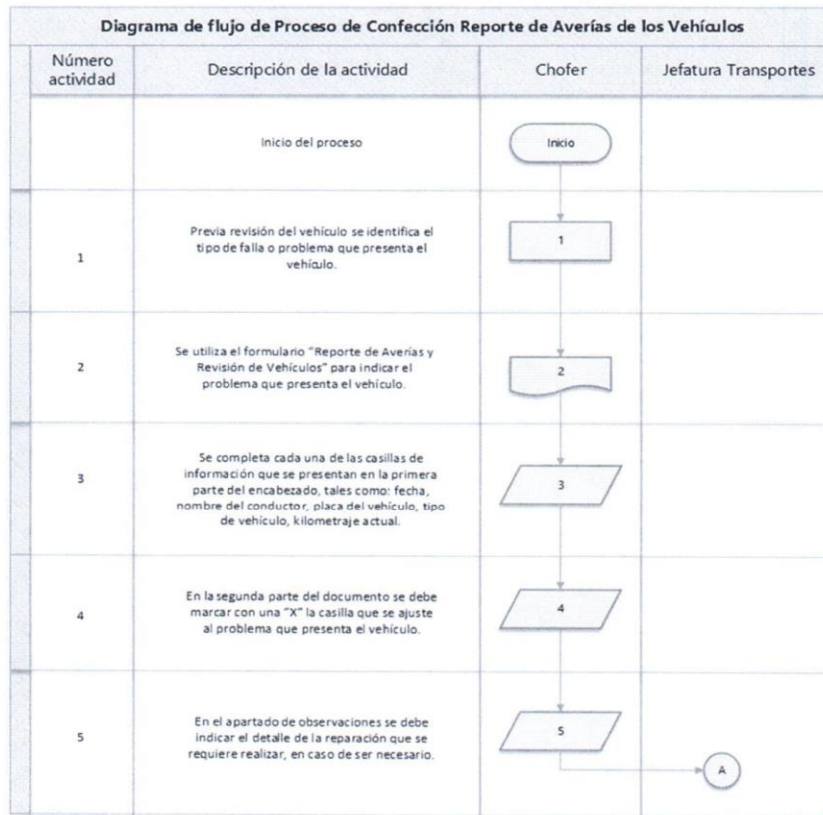 Diagrama de flujo de Proceso de Confección Reporte de Averías de los Vehículos
Número
actividad
Descripción de la actividad
Chofer
Jefatura Transportes
Inicio del proceso
Inicio
1
Previa revisión del vehículo se identifica el
tipo de falla o problema que presenta el
vehículo.
1
2
Se utiliza el formulario "Reporte de Averías y
Revisión de Vehículos" para indicar el
problema que presenta el vehículo.
2
3
Se completa cada una de las casillas de
información que se presentan en la primera
parte del encabezado, tales como: fecha,
nombre del conductor, placa del vehículo, tipo
de vehículo, kilometraje actual.
3
4
En la segunda parte del documento se debe
marcar con una "X" la casilla que se ajuste
al problema que presenta el vehículo.
4
5
En el apartado de observaciones se debe
indicar el detalle de la reparación que se
requiere realizar, en caso de ser necesario.
5
A